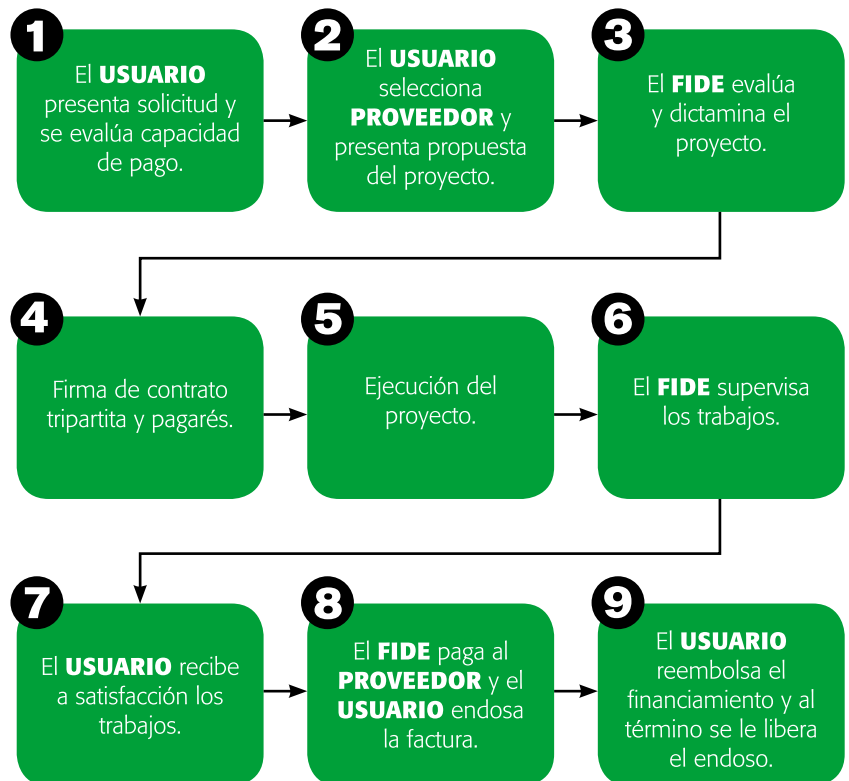 1
El USUARIO
presenta solicitud y
se evalúa capacidad
de pago.
2
El USUARIO
selecciona
PROVEEDOR y
presenta propuesta
del proyecto.
3
El FIDE evalúa
y dictamina el
proyecto.
4
Firma de contrato
tripartita y pagarés.
5
Ejecución del
proyecto.
6
El FIDE supervisa
los trabajos.
7
El USUARIO recibe
a satisfacción los
trabajos.
8
El FIDE paga al
PROVEEDOR y el
USUARIO endosa
la factura.
9
El USUARIO
reembolsa el
financiamiento y al
término se le libera
el endoso.